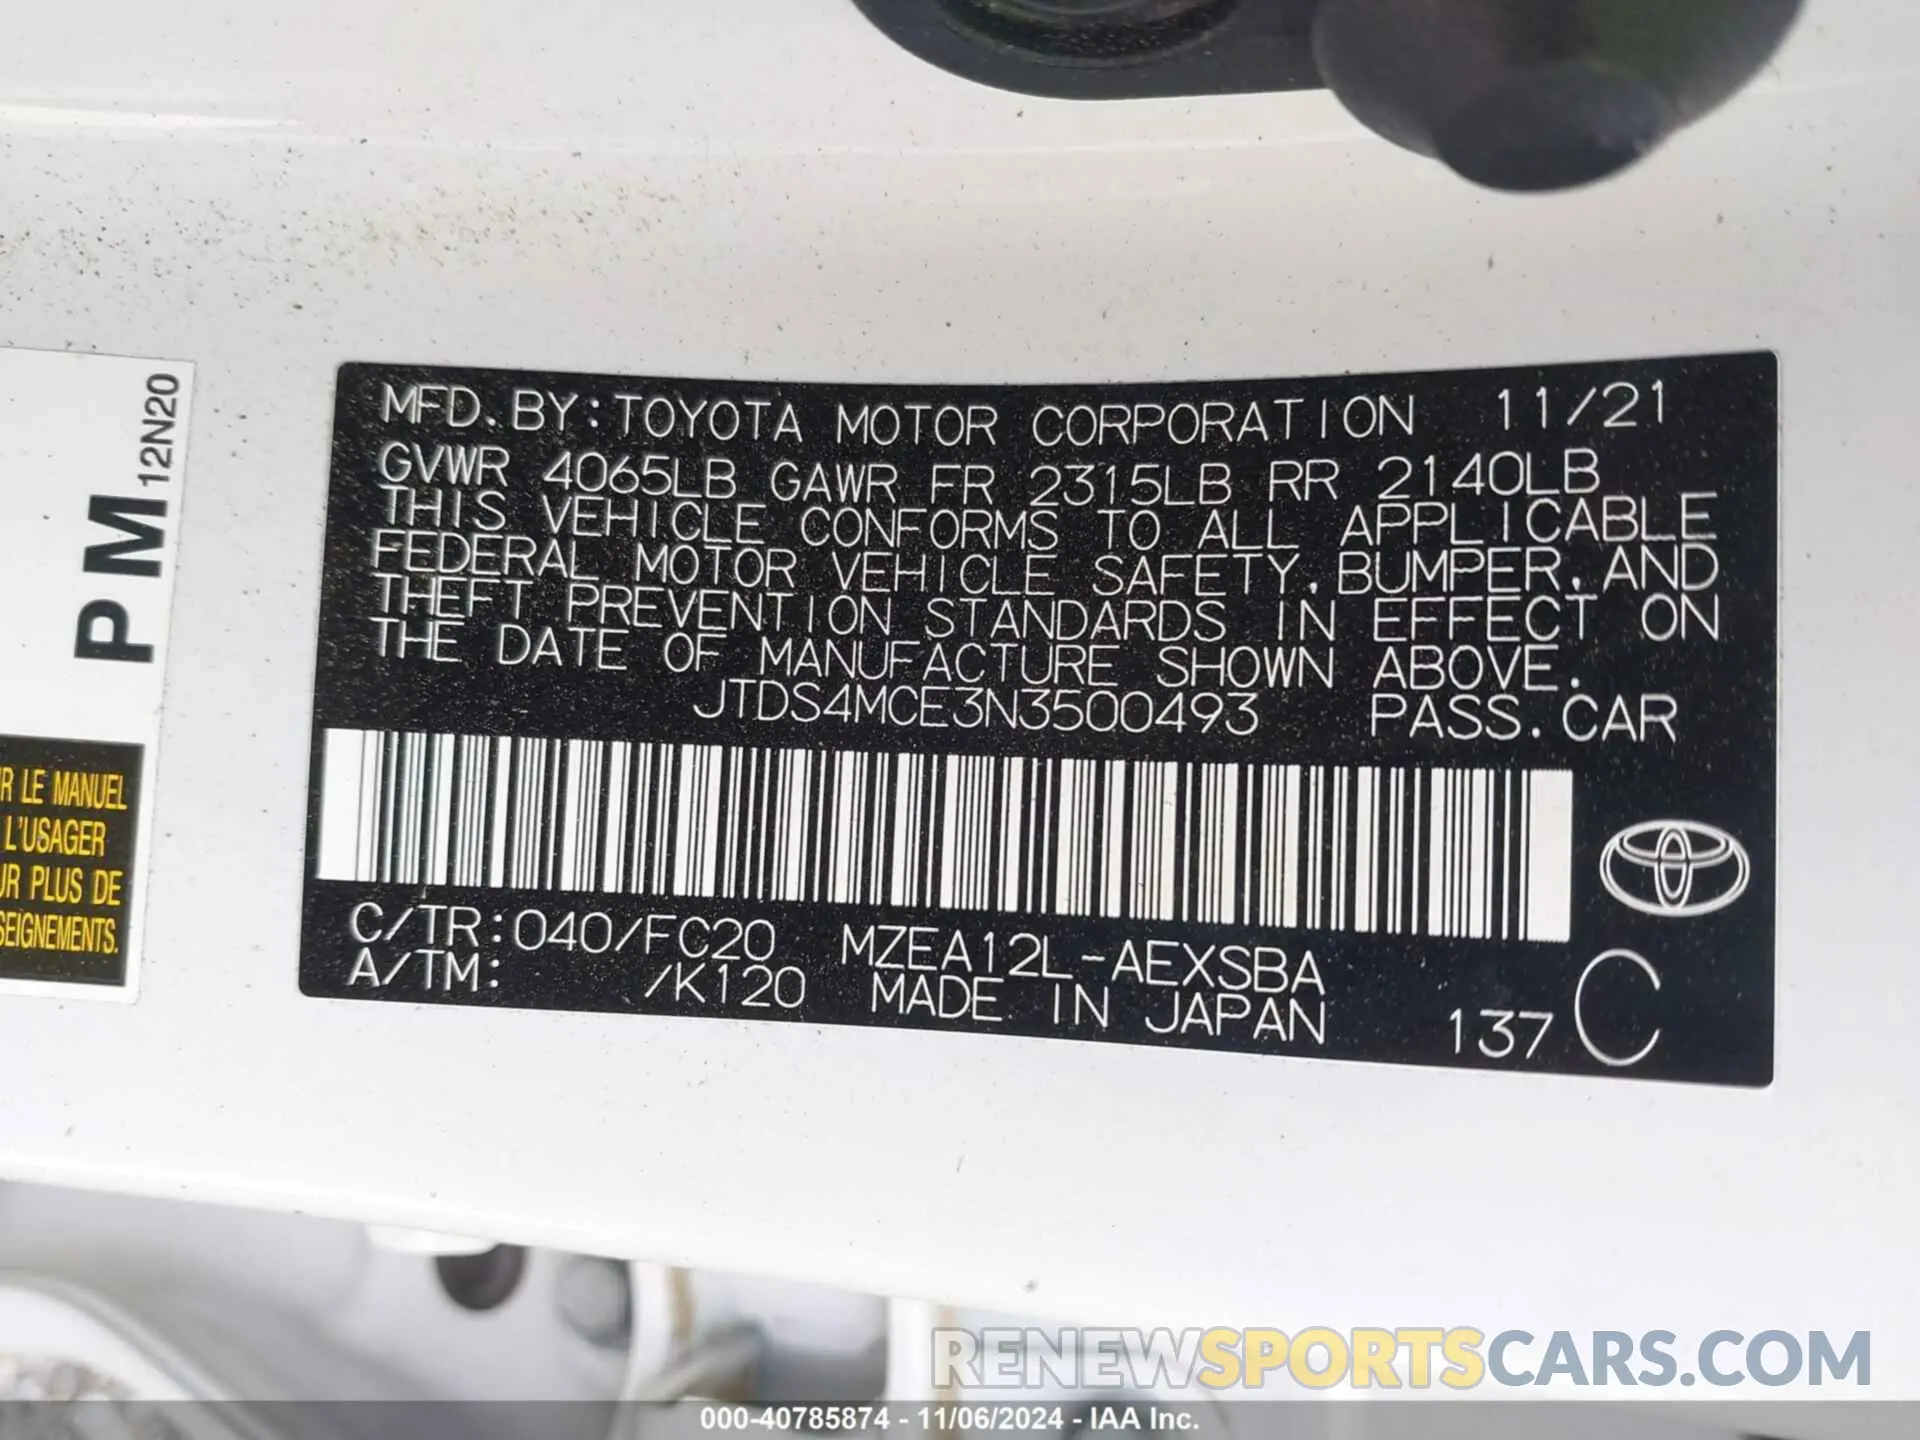 MFD. BY: TOYOTA MOTOR CORPORATION 11/21
GVWR 4065LB GAWR FR 2315LB RR 2140LB
THIS VEHICLE CONFORMS TO ALL APPLICABLE
FEDERAL MOTOR VEHICLE SAFETY, BUMPER, AND
THEFT PREVENTION STANDARDS IN EFFECT ON
THE DATE OF MANUFACTURE SHOWN ABOVE.
JTDS4MCE3N3500493 PASS. CAR
C/TR: 040/FC20 MZEA12L-AEXSBA
A/TM: /K120 MADE IN JAPAN
137 C
PM 12N20
LE MANUEL
L'USAGER
PLUS DE
RENEWSPORTSCARS.COM
000-40785874 - 11/06/2024 - IAA Inc.